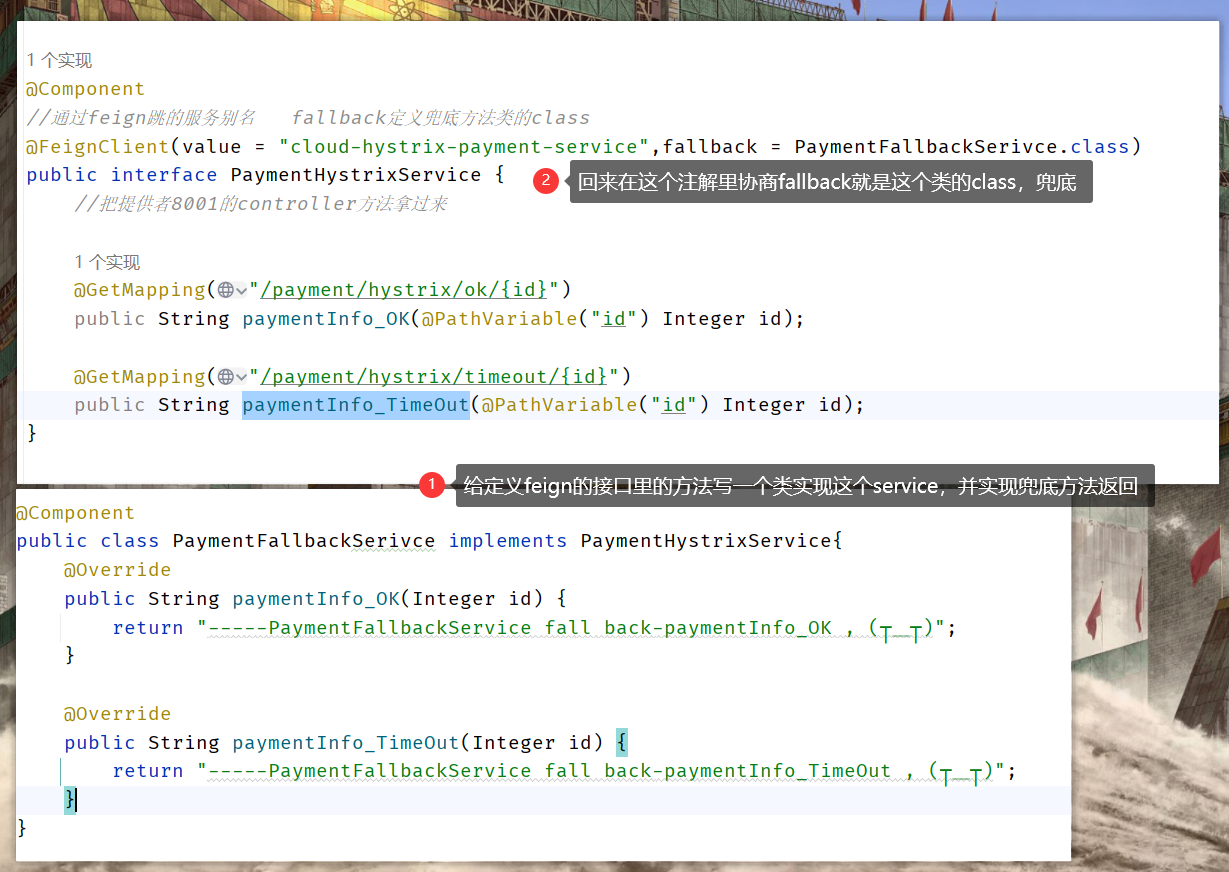 1 个实现
@Component
//通过feign跳的服务别名 fallback定义兜底方法类的class
@FeignClient(value = "cloud-hystrix-payment-service",fallback = PaymentFallbackSerivce.class)
public interface PaymentHystrixService {
2 回来在这个注解里协商fallback就是这个类的class，兜底
//把提供者8001的controller方法拿过来
1 个实现
@GetMapping("/payment/hystrix/ok/{id}")
public String paymentInfo_OK(@PathVariable("id") Integer id);
@GetMapping("/payment/hystrix/timeout/{id}")
public String paymentInfo_TimeOut(@PathVariable("id") Integer id);
}
1 给定义feign的接口里的方法写一个类实现这个service，并实现兜底方法返回
@Component
public class PaymentFallbackSerivce implements PaymentHystrixService{
@Override
public String paymentInfo_OK(Integer id) {
return "-----PaymentFallbackService fall back-paymentInfo_OK , (┬＿┬)";
}
@Override
public String paymentInfo_TimeOut(Integer id) {
return "-----PaymentFallbackService fall back-paymentInfo_TimeOut , (┬＿┬)";
}
}